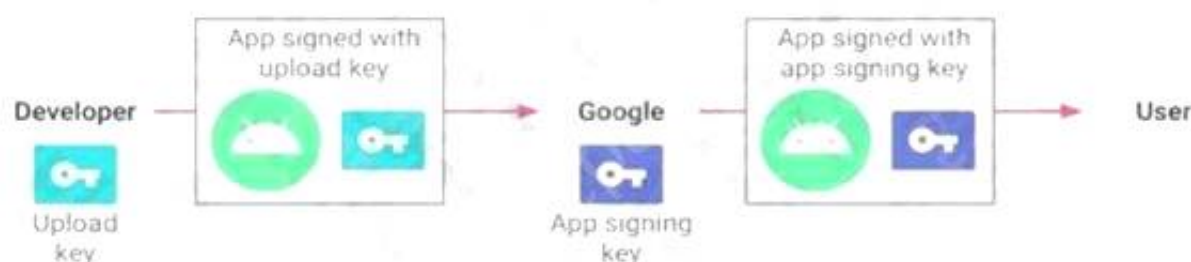 App signed with
upload key
App signed with
app signing key
Developer
Google
User
Upload
key
App signing
key